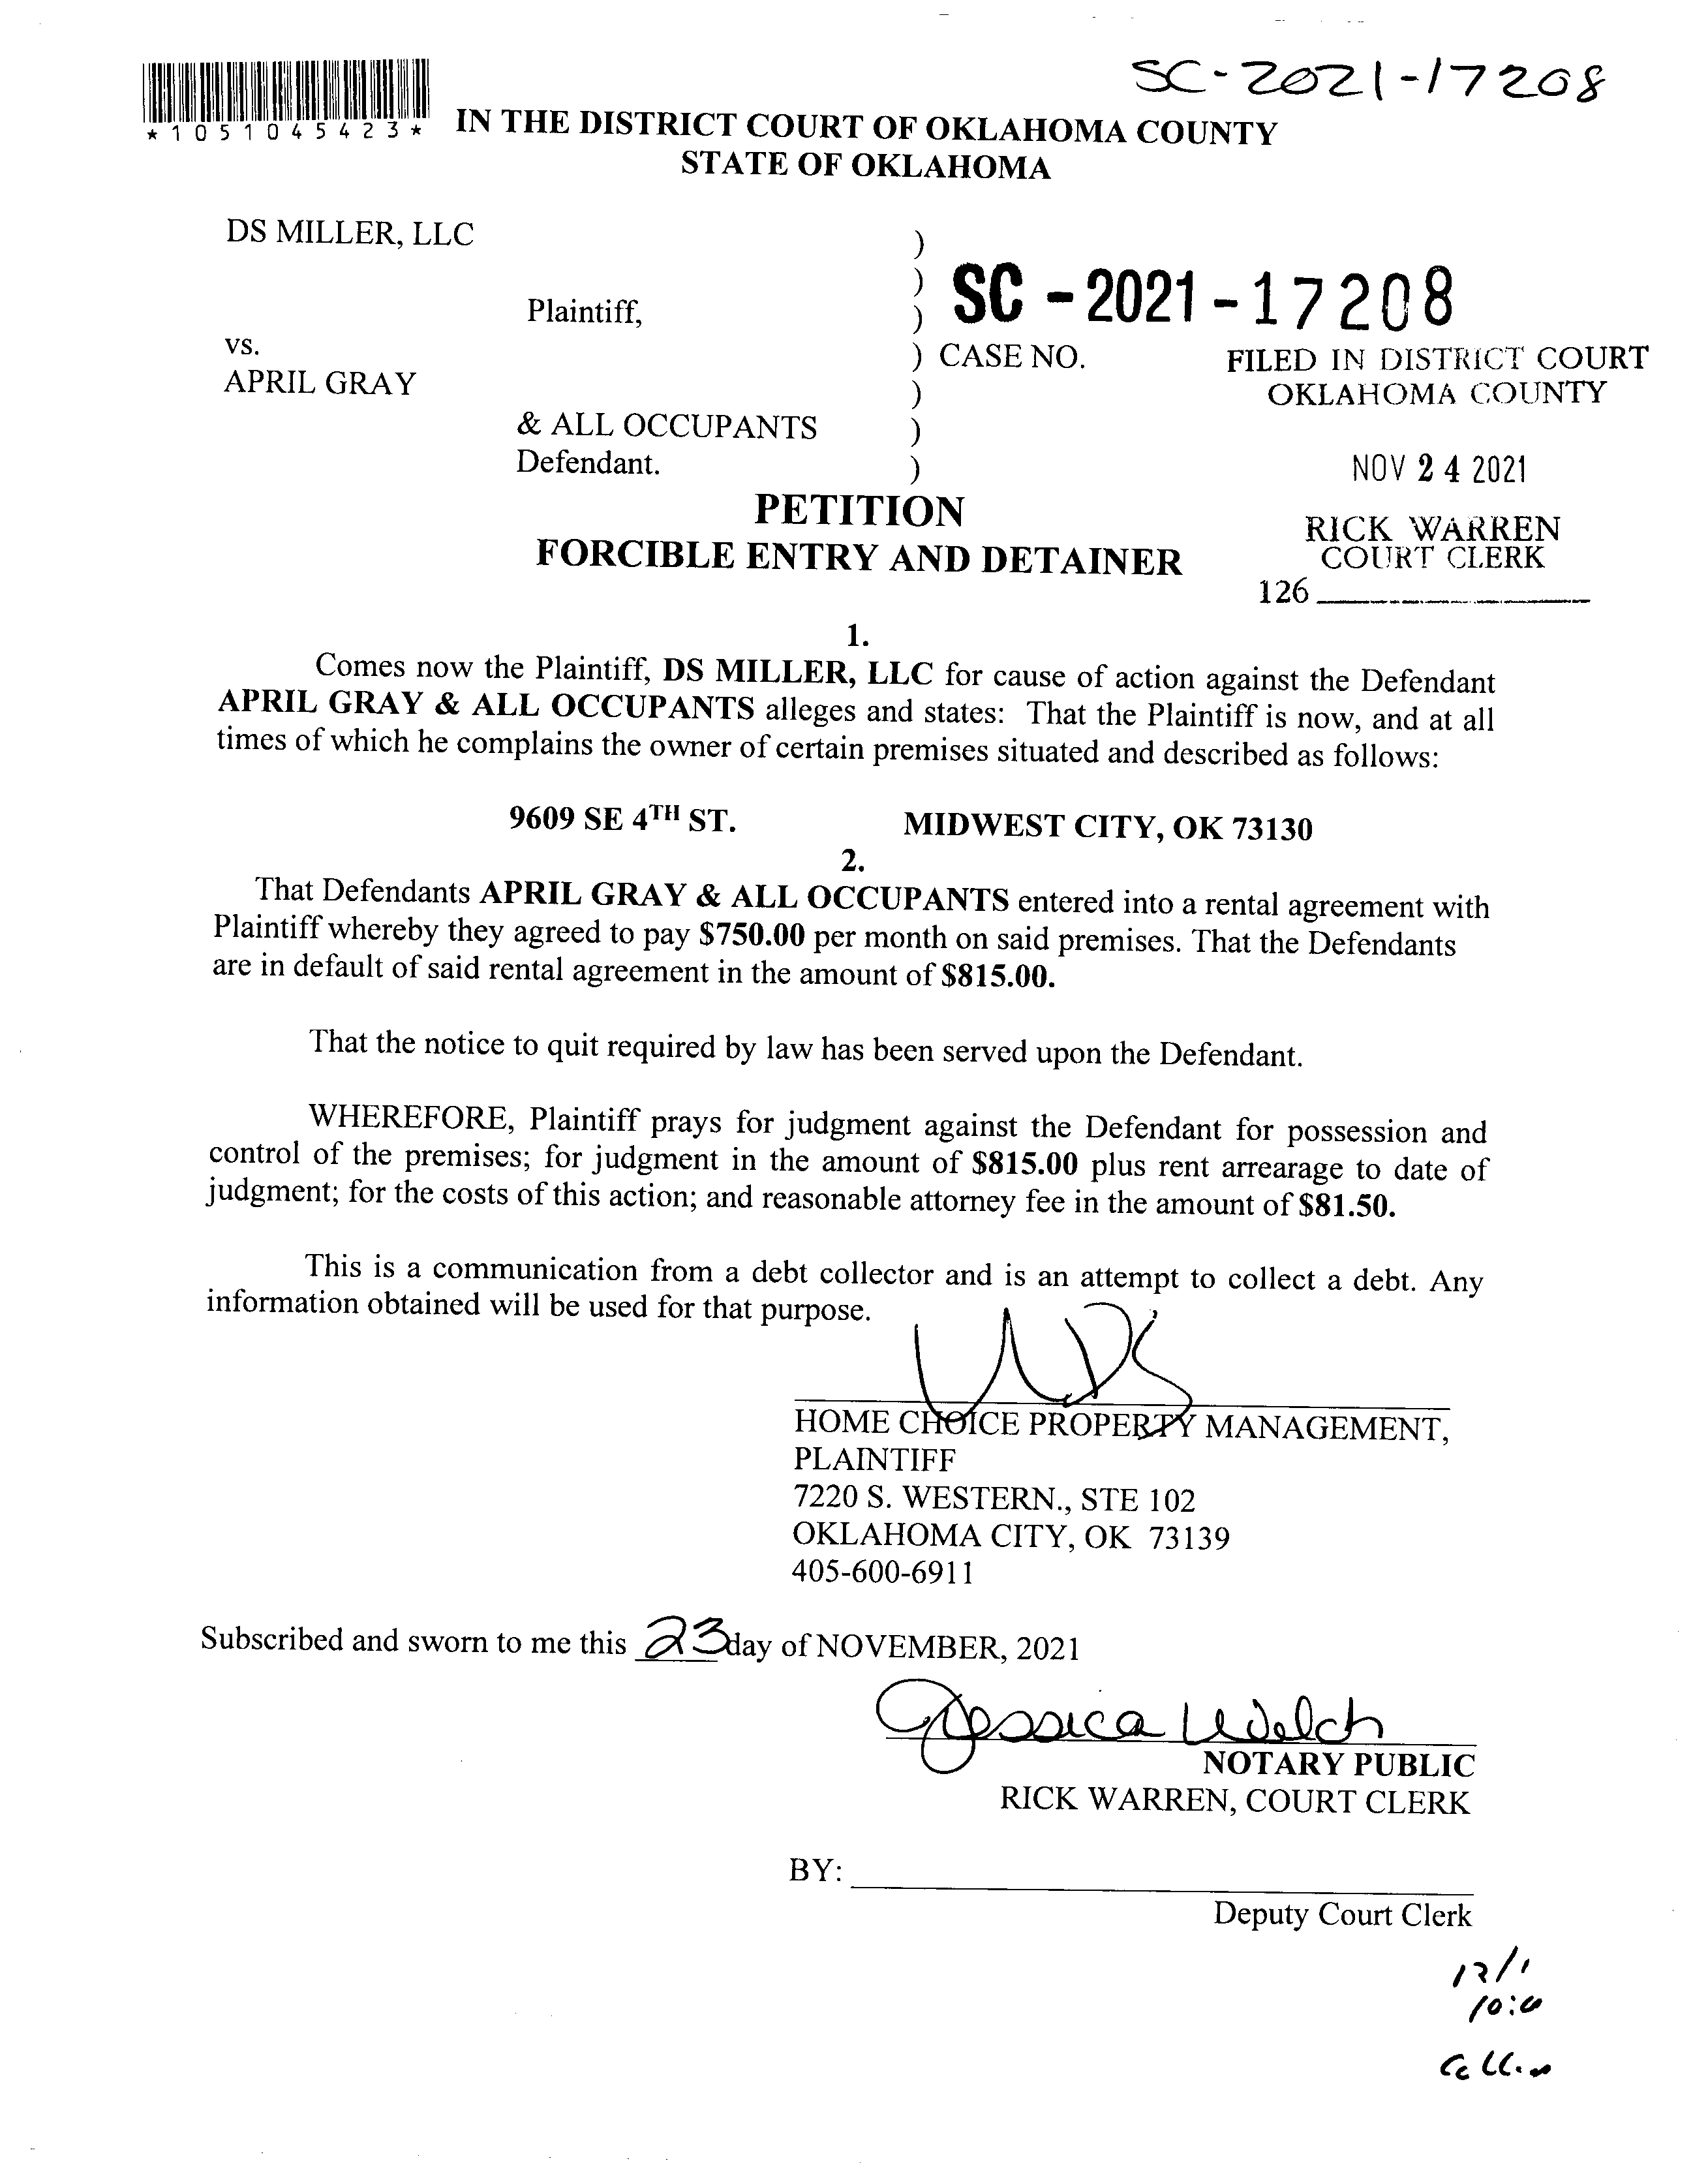 SC-2021-17208
*1051045423*
IN THE DISTRICT COURT OF OKLAHOMA COUNTY
STATE OF OKLAHOMA
DS MILLER, LLC )
)
Plaintiff, )
SC - 2021 - 17208
vs. ) CASE NO.
FILED IN DISTRICT COURT
APRIL GRAY )
OKLAHOMA COUNTY
& ALL OCCUPANTS )
Defendant. )
NOV 24 2021
PETITION
RICK WARREN
FORCIBLE ENTRY AND DETAINER
COURT CLERK
126
1.
Comes now the Plaintiff, DS MILLER, LLC for cause of action against the Defendant
APRIL GRAY & ALL OCCUPANTS alleges and states: That the Plaintiff is now, and at all
times of which he complains the owner of certain premises situated and described as follows:
9609 SE 4TH ST. MIDWEST CITY, OK 73130
2.
That Defendants APRIL GRAY & ALL OCCUPANTS entered into a rental agreement with
Plaintiff whereby they agreed to pay $750.00 per month on said premises. That the Defendants
are in default of said rental agreement in the amount of $815.00.
That the notice to quit required by law has been served upon the Defendant.
WHEREFORE, Plaintiff prays for judgment against the Defendant for possession and
control of the premises; for judgment in the amount of $815.00 plus rent arrearage to date of
judgment; for the costs of this action; and reasonable attorney fee in the amount of $81.50.
This is a communication from a debt collector and is an attempt to collect a debt. Any
information obtained will be used for that purpose.
HOME CHOICE PROPERTY MANAGEMENT,
PLAINTIFF
7220 S. WESTERN., STE 102
OKLAHOMA CITY, OK 73139
405-600-6911
Subscribed and sworn to me this 23 day of NOVEMBER, 2021
Jessica Welch
NOTARY PUBLIC
RICK WARREN, COURT CLERK
BY:
Deputy Court Clerk